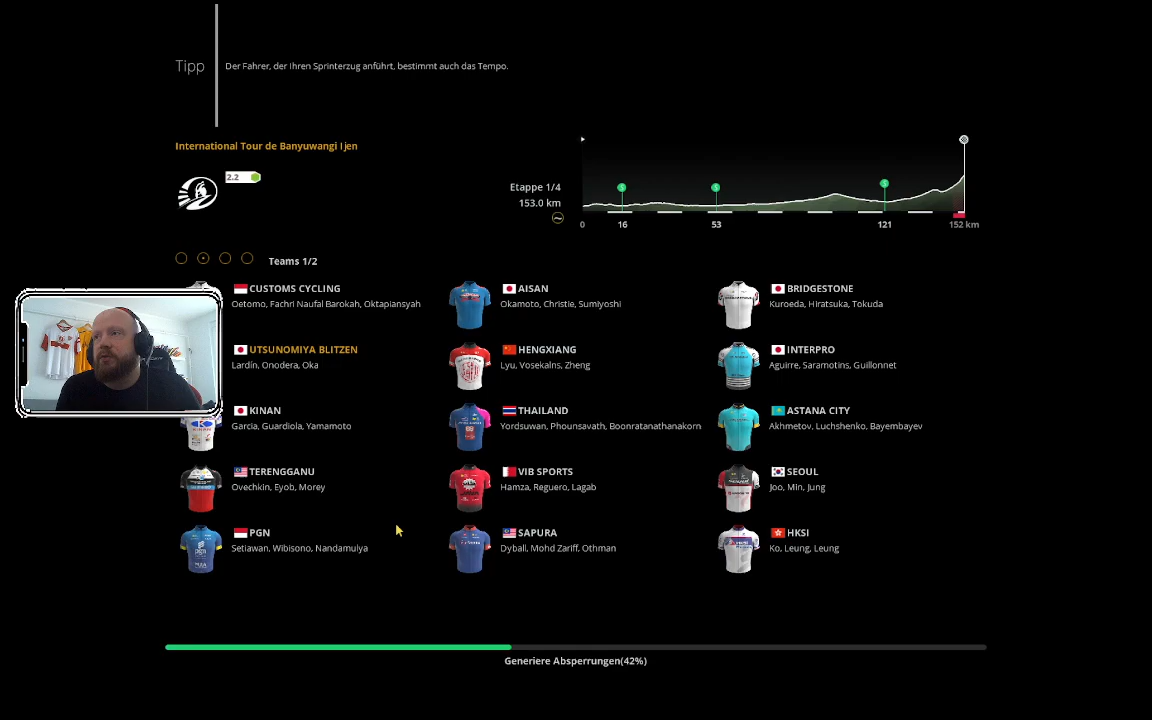 Tipp
Der Fahrer, der Ihren Sprinterzug anführt, bestimmt auch das Tempo.
International Tour de Banyuwangi Ijen
2.2
Etappe 1/4
153.0 km
0 16 53 121 152 km
Teams 1/2
CUSTOMS CYCLING
Oetomo, Fachri Naufal Barokah, Oktapiansyah
AISAN
Okamoto, Christie, Sumiyoshi
BRIDGESTONE
Kuroeda, Hiratsuka, Tokuda
UTSUNOMIYA BLITZEN
Lardín, Onodera, Oka
HENGXIANG
Lyu, Vosekalns, Zheng
INTERPRO
Aguirre, Saramotins, Guillonnet
KINAN
Garcia, Guardiola, Yamamoto
THAILAND
Yordsuwan, Phounsavath, Boonratanathanakorn
ASTANA CITY
Akhmetov, Luchshenko, Bayembayev
TERENGGANU
Ovechkin, Eyob, Morey
VIB SPORTS
Hamza, Reguero, Lagab
SEOUL
Joo, Min, Jung
PGN
Setiawan, Wibisono, Nandamulya
SAPURA
Dyball, Mohd Zariff, Othman
HKSI
Ko, Leung, Leung
Generiere Absperrungen(42%)